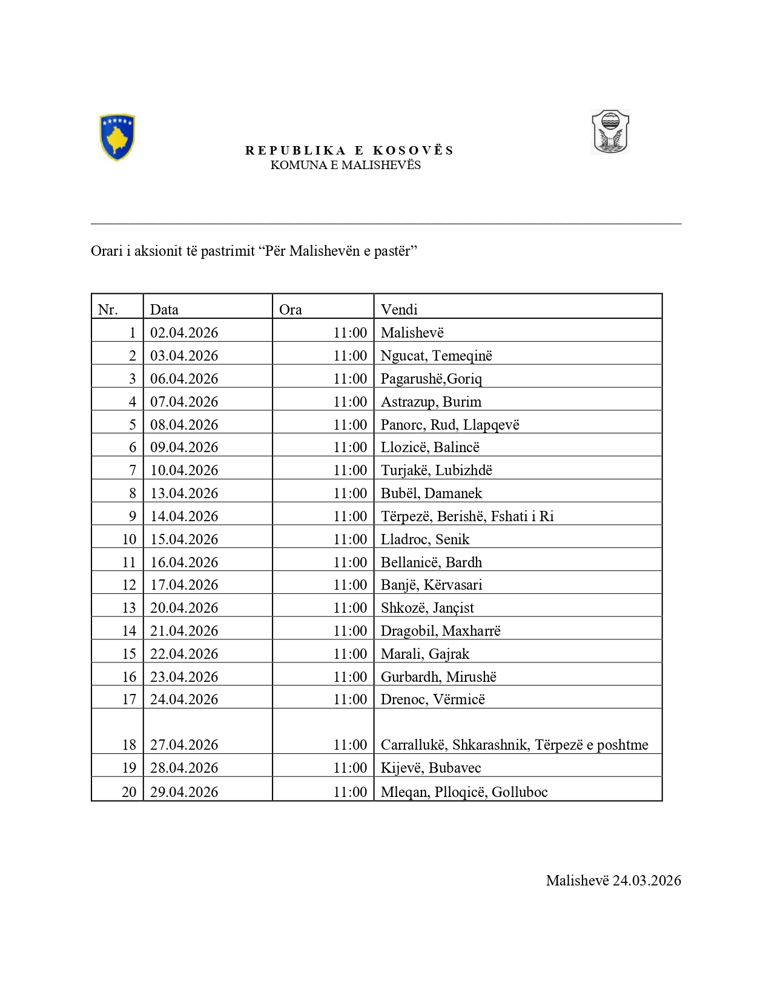 REPUBLIKA E KOSOVËS
KOMUNA E MALISHEVËS
Orari i aksionit të pastrimit “Për Malishevën e pastër”
Nr. Data Ora Vendi
1 02.04.2026 11:00 Malishevë
2 03.04.2026 11:00 Ngucat, Temeqinë
3 06.04.2026 11:00 Pagarushë,Goriq
4 07.04.2026 11:00 Astrazup, Burim
5 08.04.2026 11:00 Panorc, Rud, Llapqevë
6 09.04.2026 11:00 Llozicë, Balincë
7 10.04.2026 11:00 Turjakë, Lubizhdë
8 13.04.2026 11:00 Bubël, Damanek
9 14.04.2026 11:00 Tërpezë, Berishë, Fshati i Ri
10 15.04.2026 11:00 Lladroc, Senik
11 16.04.2026 11:00 Bellanicë, Bardh
12 17.04.2026 11:00 Banjë, Kërvasari
13 20.04.2026 11:00 Shkozë, Jançist
14 21.04.2026 11:00 Dragobil, Maxharrë
15 22.04.2026 11:00 Marali, Gajrak
16 23.04.2026 11:00 Gurbardh, Mirushë
17 24.04.2026 11:00 Drenoc, Vërmicë
18 27.04.2026 11:00 Carrallukë, Shkarashnik, Tërpezë e poshtme
19 28.04.2026 11:00 Kijevë, Bubavec
20 29.04.2026 11:00 Mleqan, Plloqicë, Golluboc
Malishevë 24.03.2026